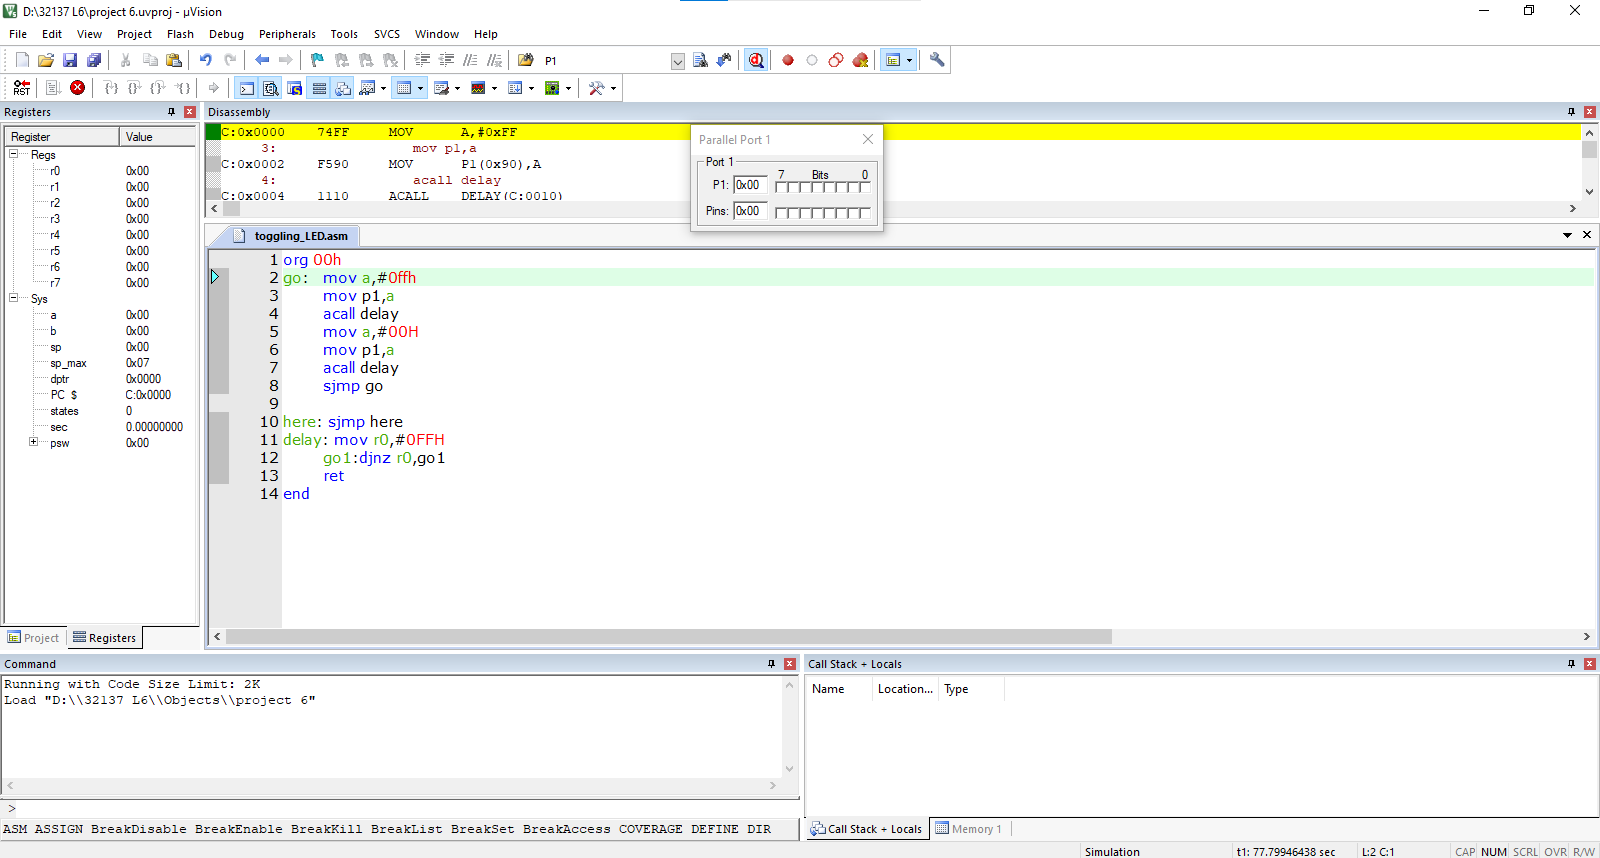 D:\32137 L6\project 6.uvproj - µVision
File Edit View Project Flash Debug Peripherals Tools SVCS Window Help
P1
RST
Registers
Register Value
Regs
r0 0x00
r1 0x00
r2 0x00
r3 0x00
r4 0x00
r5 0x00
r6 0x00
r7 0x00
Sys
a 0x00
b 0x00
sp 0x00
sp_max 0x07
dptr 0x0000
PC $ C:0x0000
states 0
sec 0.00000000
psw 0x00
Project Registers
Disassembly
C:0x0000 74FF MOV A,#0xFF
3: mov p1,a
C:0x0002 F590 MOV P1(0x90),A
4: acall delay
C:0x0004 1110 ACALL DELAY(C:0010)
Parallel Port 1
Port 1
7 Bits 0
P1: 0x00
Pins: 0x00
toggling_LED.asm
1 org 00h
2 go: mov a,#0ffh
3 mov p1,a
4 acall delay
5 mov a,#00H
6 mov p1,a
7 acall delay
8 sjmp go
9
10 here: sjmp here
11 delay: mov r0,#0FFH
12 go1:djnz r0,go1
13 ret
14 end
Command
Running with Code Size Limit: 2K
Load "D:\\32137 L6\\Objects\\project 6"
>
ASM ASSIGN BreakDisable BreakEnable BreakKill BreakList BreakSet BreakAccess COVERAGE DEFINE DIR
Call Stack + Locals
Name Location... Type
Call Stack + Locals Memory 1
Simulation t1: 77.79946438 sec L:2 C:1 CAP NUM SCRL OVR R/W